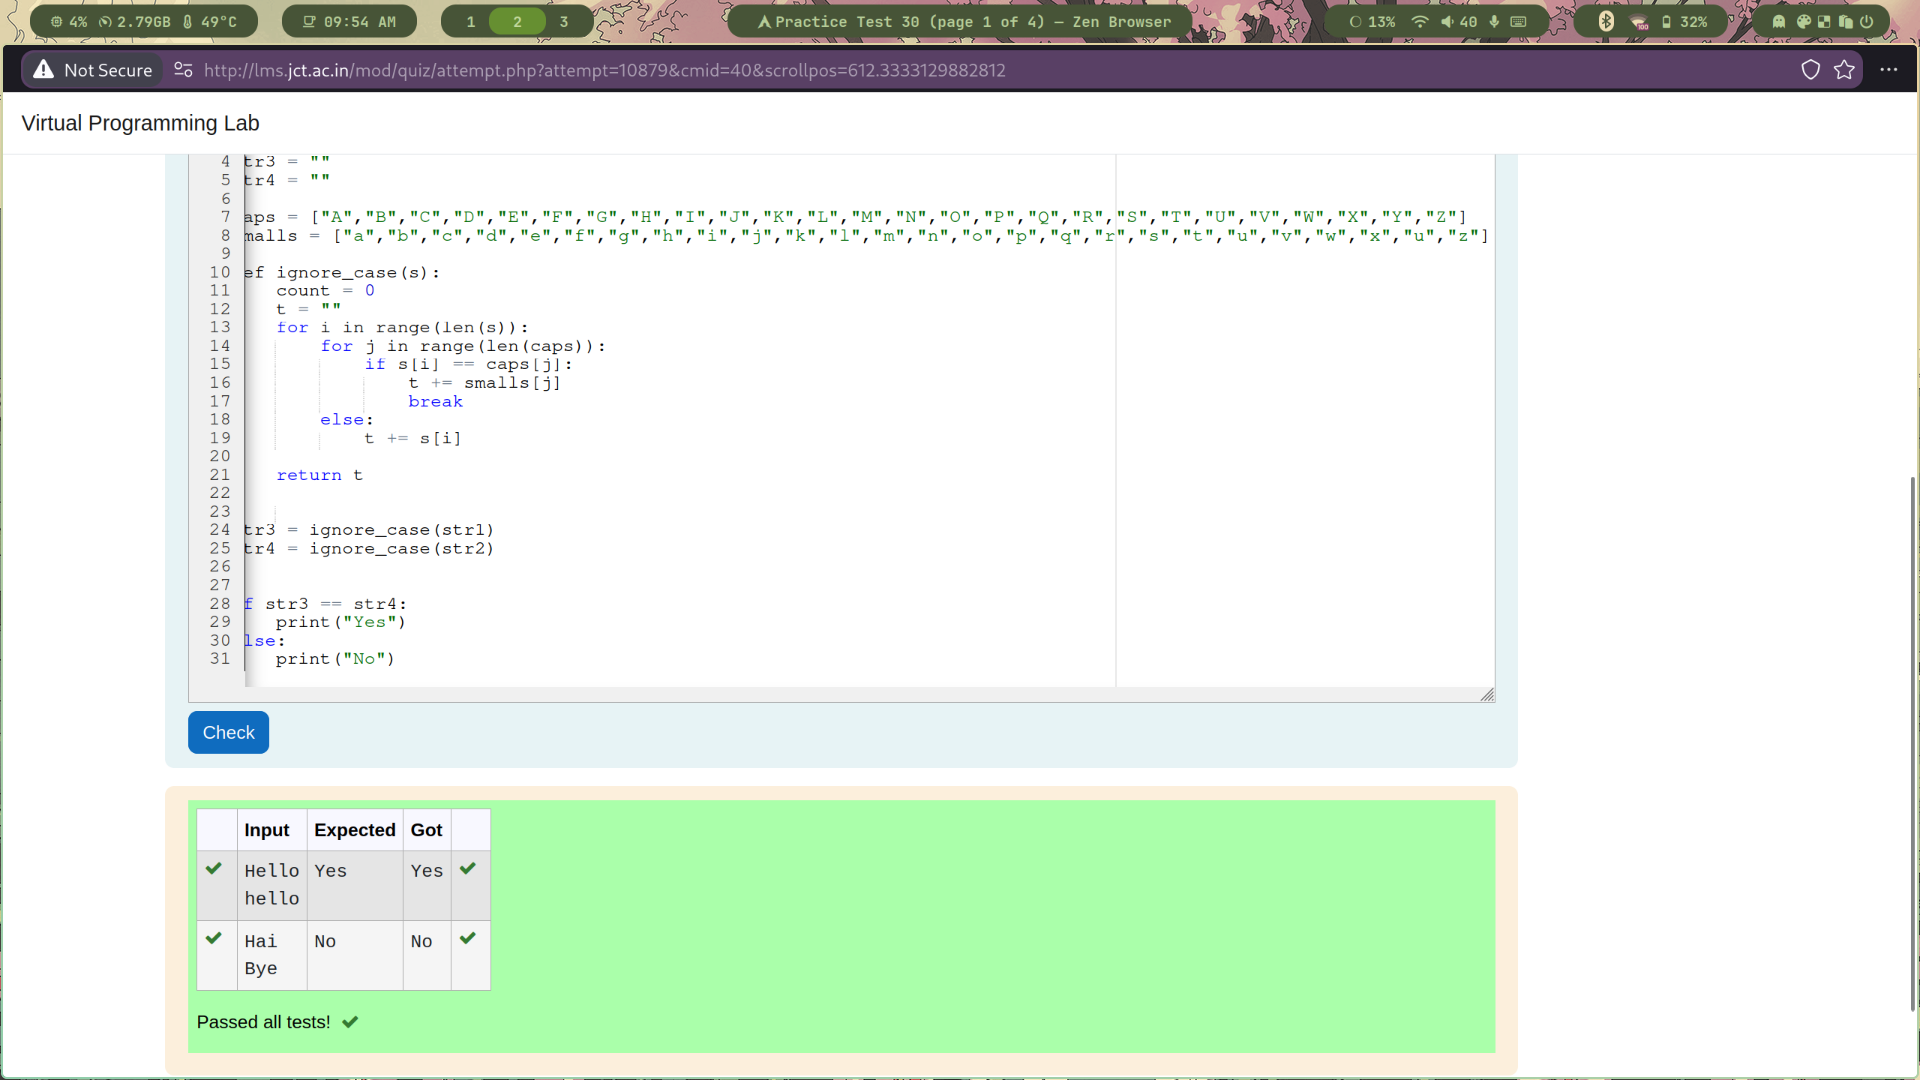 4% 2.79GB 49°C 09:54 AM 1 2 3 Practice Test 30 (page 1 of 4) — Zen Browser 13% 40 100 32%
Not Secure http://lms.jct.ac.in/mod/quiz/attempt.php?attempt=10879&cmid=40&scrollpos=612.3333129882812
Virtual Programming Lab
4 tr3 = ""
5 tr4 = ""
6
7 aps = ["A","B","C","D","E","F","G","H","I","J","K","L","M","N","O","P","Q","R","S","T","U","V","W","X","Y","Z"]
8 malls = ["a","b","c","d","e","f","g","h","i","j","k","l","m","n","o","p","q","r","s","t","u","v","w","x","u","z"]
9
10 ef ignore_case(s):
11 count = 0
12 t = ""
13 for i in range(len(s)):
14 for j in range(len(caps)):
15 if s[i] == caps[j]:
16 t += smalls[j]
17 break
18 else:
19 t += s[i]
20
21 return t
22
23
24 tr3 = ignore_case(str1)
25 tr4 = ignore_case(str2)
26
27
28 f str3 == str4:
29 print("Yes")
30 lse:
31 print("No")
Check
Input Expected Got
Hello Yes Yes
hello
Hai No No
Bye
Passed all tests!